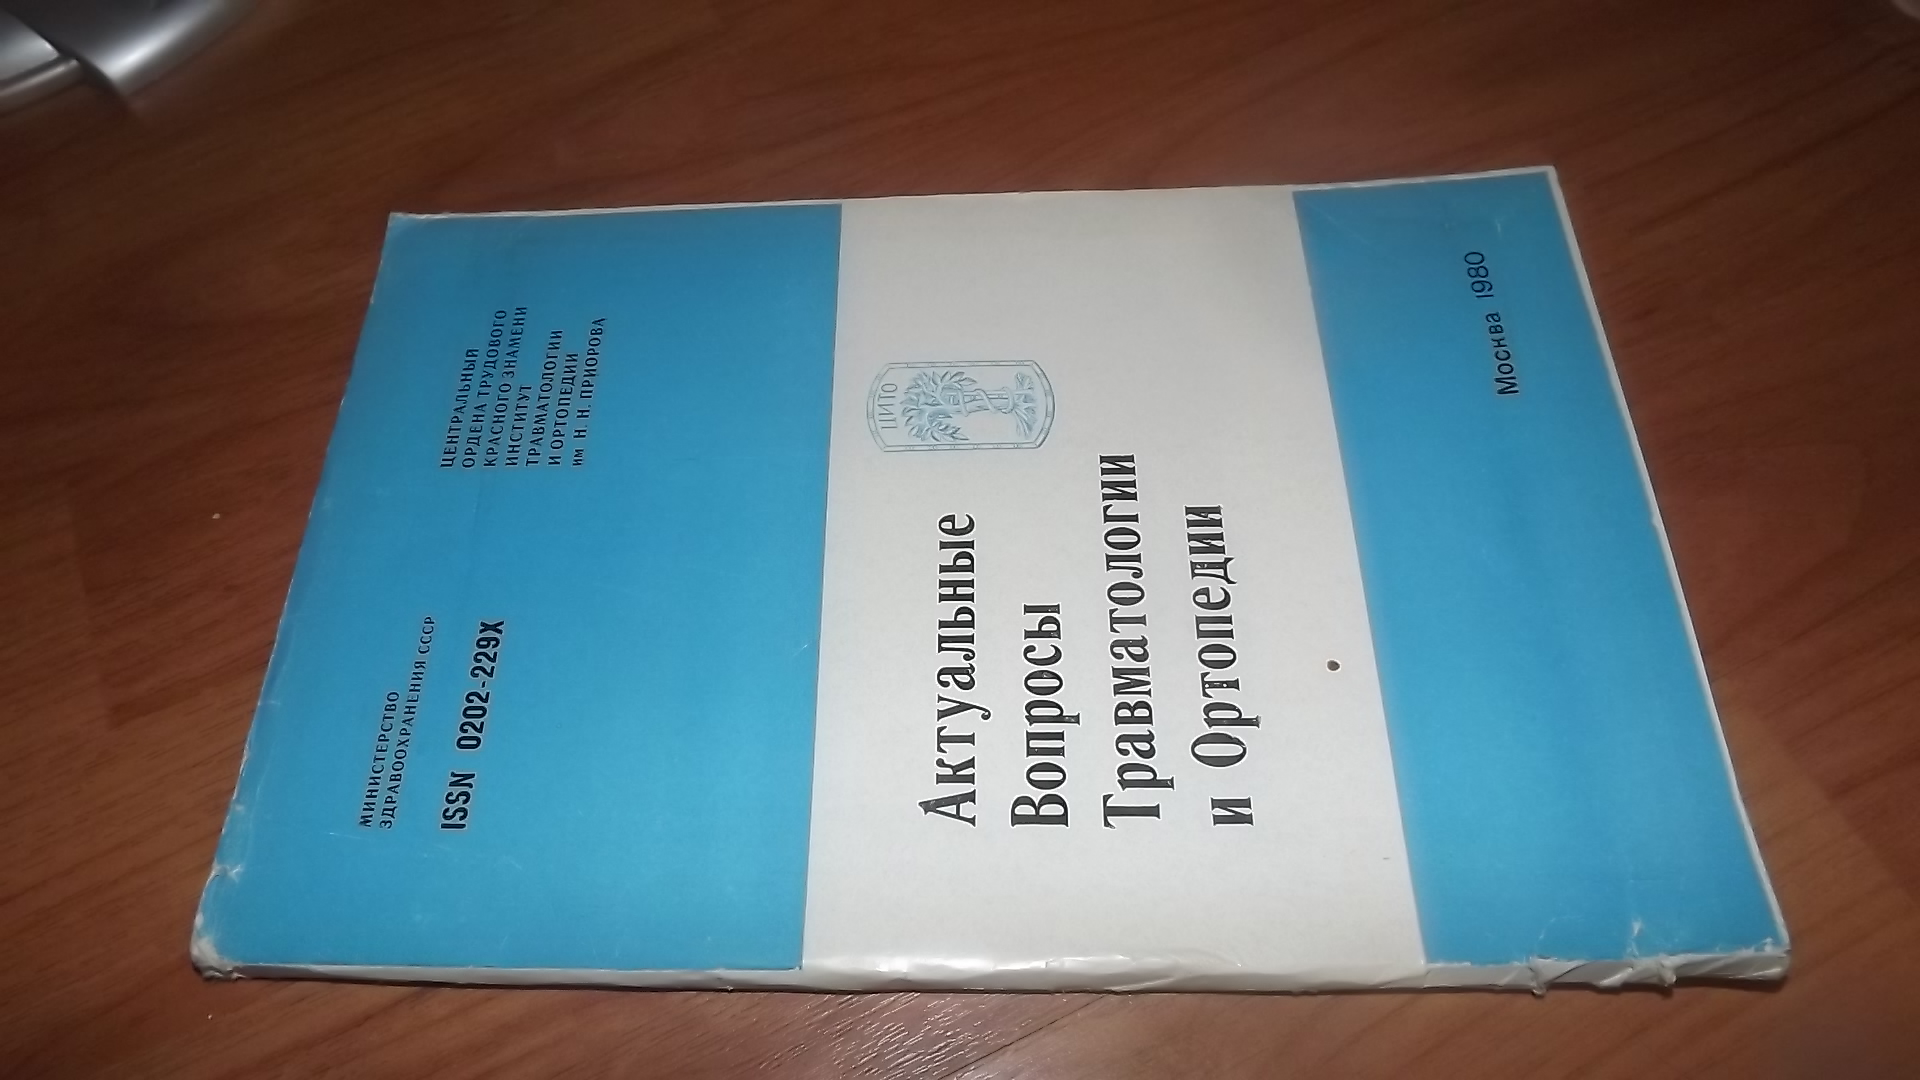 МИНИСТЕРСТВО
ЗДРАВООХРАНЕНИЯ СССР
ISSN 0202-229X
ЦЕНТРАЛЬНЫЙ
ОРДЕНА ТРУДОВОГО
КРАСНОГО ЗНАМЕНИ
ИНСТИТУТ
ТРАВМАТОЛОГИИ
И ОРТОПЕДИИ
им Н. Н. ПРИОРОВА
ЦИТО
Актуальные
Вопросы
Травматологии
и Ортопедии
Москва 1980